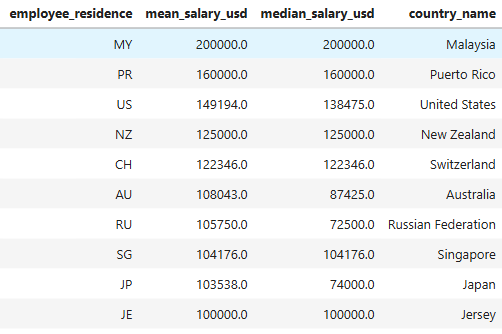 employee_residence mean_salary_usd median_salary_usd country_name
MY 200000.0 200000.0 Malaysia
PR 160000.0 160000.0 Puerto Rico
US 149194.0 138475.0 United States
NZ 125000.0 125000.0 New Zealand
CH 122346.0 122346.0 Switzerland
AU 108043.0 87425.0 Australia
RU 105750.0 72500.0 Russian Federation
SG 104176.0 104176.0 Singapore
JP 103538.0 74000.0 Japan
JE 100000.0 100000.0 Jersey